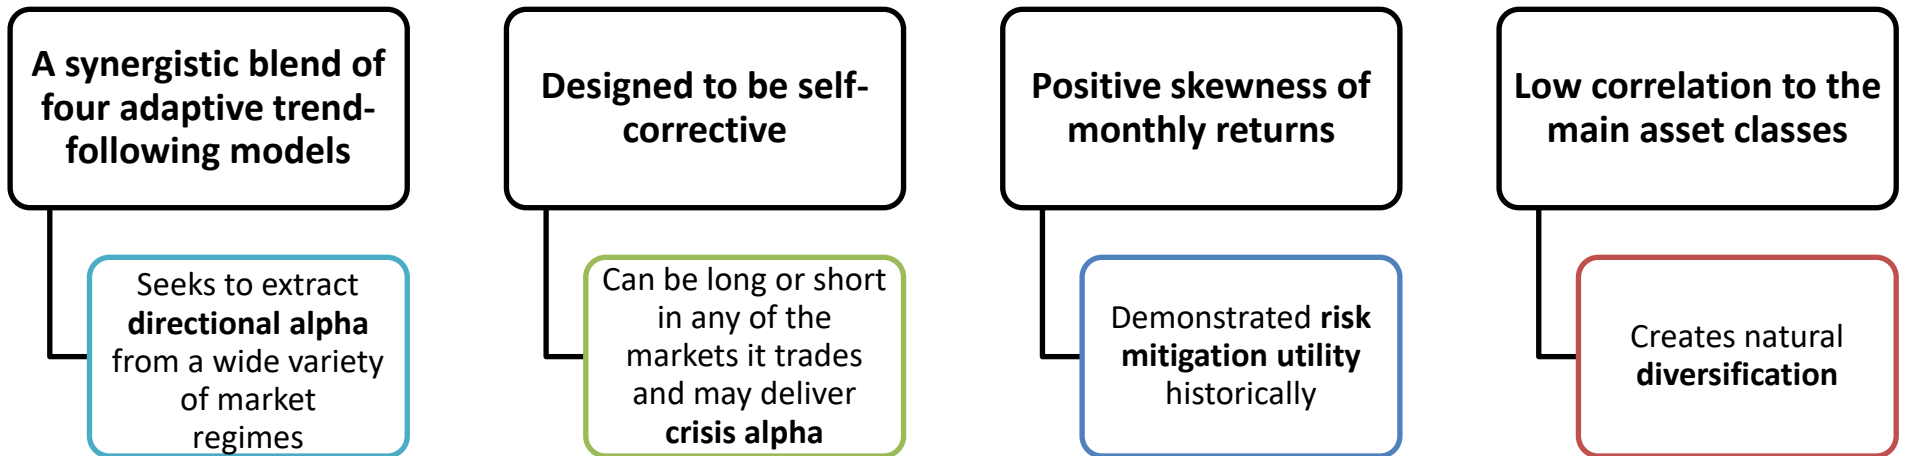 A synergistic blend of
four adaptive trend-
following models
Seeks to extract
directional alpha
from a wide variety
of market
regimes
Designed to be self-
corrective
Can be long or short
in any of the
markets it trades
and may deliver
crisis alpha
Positive skewness of
monthly returns
Demonstrated risk
mitigation utility
historically
Low correlation to the
main asset classes
Creates natural
diversification